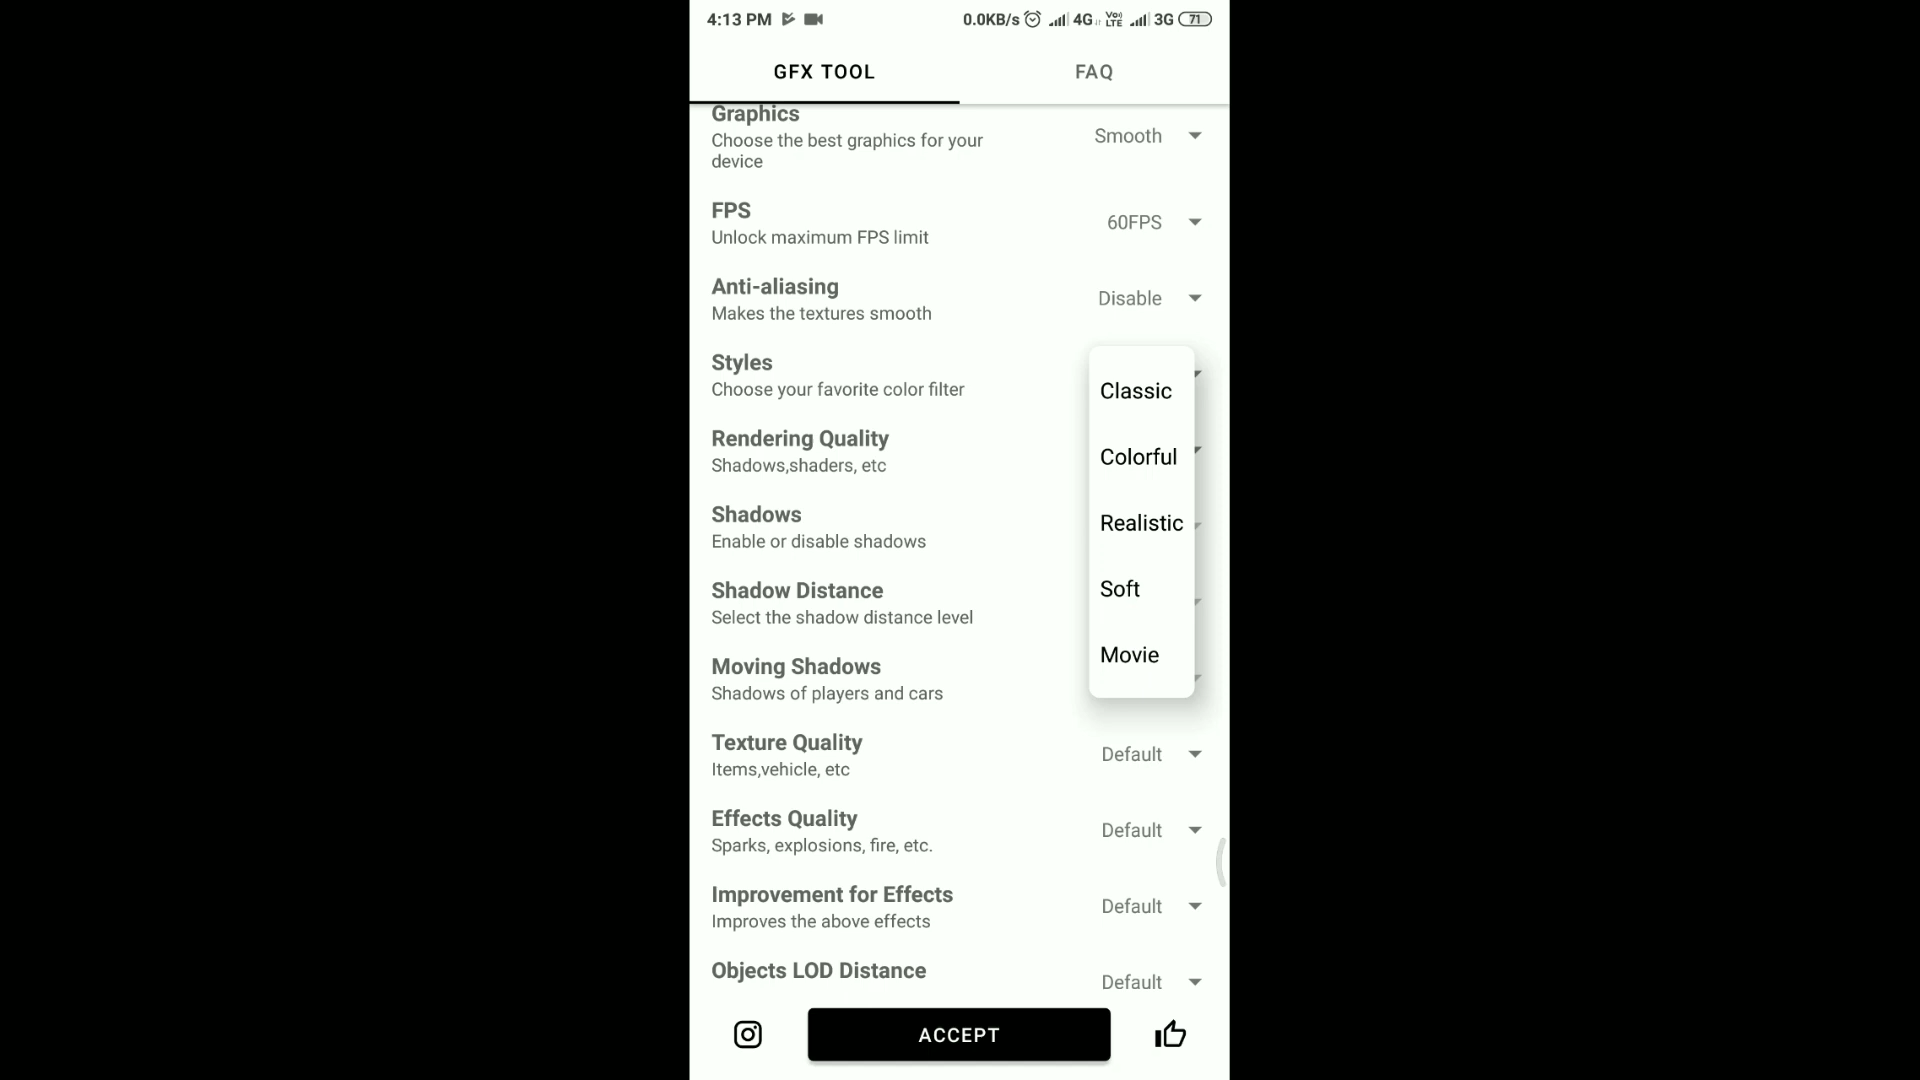 4:13 PM 0.0KB/s 4G Vo) LTE 3G 71
GFX TOOL FAQ
Graphics
Choose the best graphics for your
device
Smooth
FPS
Unlock maximum FPS limit
60FPS
Anti-aliasing
Makes the textures smooth
Disable
Styles
Choose your favorite color filter
Classic
Rendering Quality
Shadows,shaders, etc
Colorful
Shadows
Enable or disable shadows
Realistic
Shadow Distance
Select the shadow distance level
Soft
Moving Shadows
Shadows of players and cars
Movie
Texture Quality
Items,vehicle, etc
Default
Effects Quality
Sparks, explosions, fire, etc.
Default
Improvement for Effects
Improves the above effects
Default
Objects LOD Distance
Default
ACCEPT